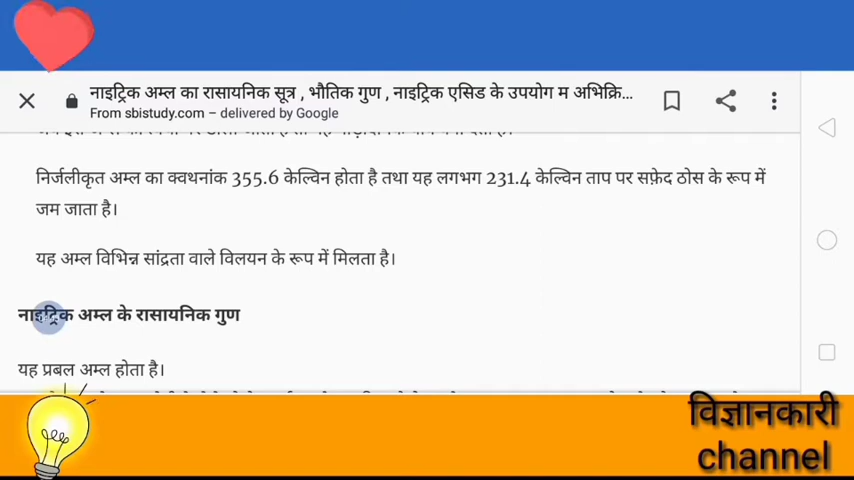 नाइट्रिक अम्ल का रासायनिक सूत्र , भौतिक गुण , नाइट्रिक एसिड के उपयोग म अभिक्रि...
From sbistudy.com – delivered by Google
निर्जलीकृत अम्ल का क्वथनांक 355.6 केल्विन होता है तथा यह लगभग 231.4 केल्विन ताप पर सफ़ेद ठोस के रूप में
जम जाता है।
यह अम्ल विभिन्न सांद्रता वाले विलयन के रूप में मिलता है।
नाइट्रिक अम्ल के रासायनिक गुण
यह प्रबल अम्ल होता है।
विज्ञानकारी
channel